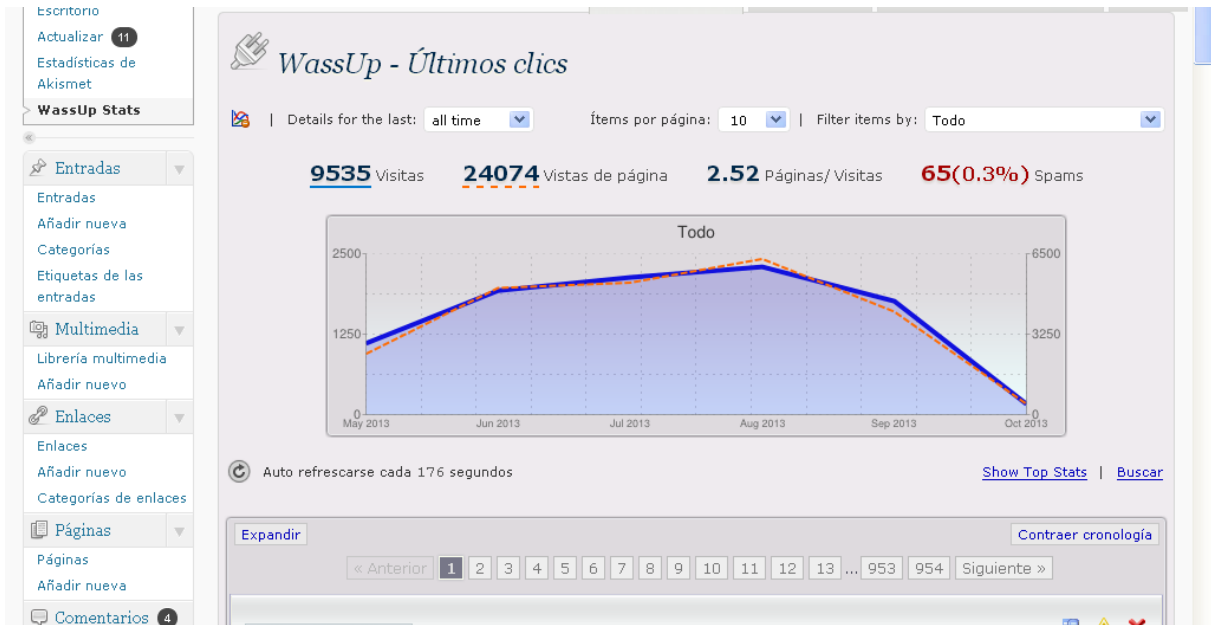 Escritorio
Actualizar 11
Estadísticas de
Akismet
WassUp Stats
Entradas
Entradas
Añadir nueva
Categorías
Etiquetas de las
entradas
Multimedia
Librería multimedia
Añadir nuevo
Enlaces
Enlaces
Añadir nuevo
Categorías de enlaces
Páginas
Páginas
Añadir nueva
Comentarios 4
WassUp - Últimos clics
| Details for the last: all time Ítems por página: 10 | Filter items by: Todo
9535 Visitas 24074 Vistas de página 2.52 Páginas/ Visitas 65(0.3%) Spams
Todo
2500 6500
1250 3250
0 0
May 2013 Jun 2013 Jul 2013 Aug 2013 Sep 2013 Oct 2013
Auto refrescarse cada 176 segundos Show Top Stats | Buscar
Expandir Contraer cronología
« Anterior 1 2 3 4 5 6 7 8 9 10 11 12 13 ... 953 954 Siguiente »